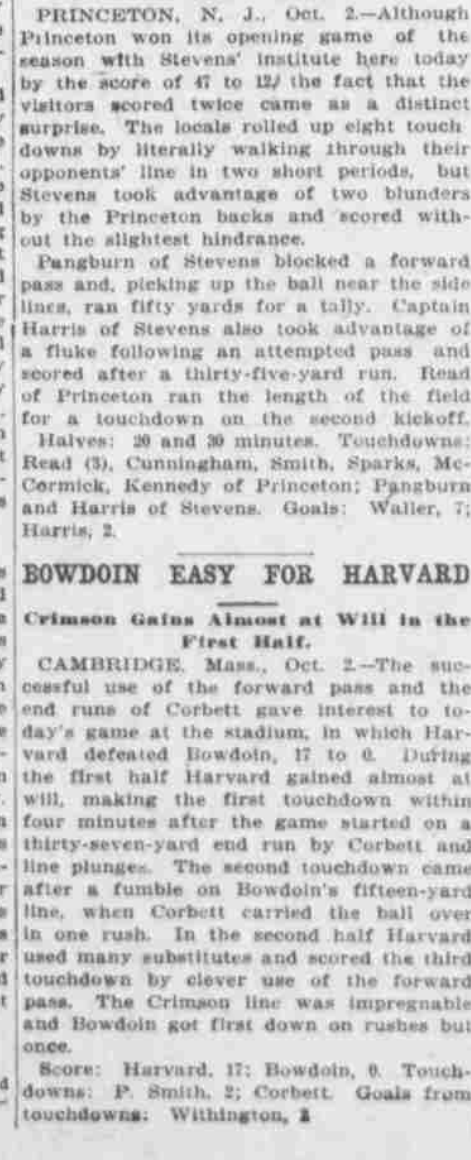 PRINCETON, N. J., Oct. 2.—Although
Princeton won its opening game of the
season with Stevens' institute here today
by the score of 47 to 12, the fact that the
visitors scored twice came as a distinct
surprise. The locals rolled up eight touch
downs by literally walking through their
opponents' line in two short periods, but
Stevens took advantage of two blunders
by the Princeton backs and scored with-
out the slightest hindrance.
Pangburn of Stevens blocked a forward
pass and, picking up the ball near the side
lines, ran fifty yards for a tally. Captain
Harris of Stevens also took advantage of
a fluke following an attempted pass and
scored after a thirty-five-yard run. Read
of Princeton ran the length of the field
for a touchdown on the second kickoff.
Halves: 20 and 30 minutes. Touchdowns:
Read (3), Cunningham, Smith, Sparks, Mc-
Cormick, Kennedy of Princeton; Pangburn
and Harris of Stevens. Goals: Waller, 7;
Harris, 2.
BOWDOIN EASY FOR HARVARD
Crimson Gains Almost at Will in the
First Half.
CAMBRIDGE, Mass., Oct. 2.—The suc-
cessful use of the forward pass and the
end runs of Corbett gave interest to to-
day's game at the stadium, in which Har-
vard defeated Bowdoin, 17 to 0. During
the first half Harvard gained almost at
will, making the first touchdown within
four minutes after the game started on a
thirty-seven-yard end run by Corbett and
line plunges. The second touchdown came
after a fumble on Bowdoin's fifteen-yard
line, when Corbett carried the ball over
in one rush. In the second half Harvard
used many substitutes and scored the third
touchdown by clever use of the forward
pass. The Crimson line was impregnable
and Bowdoin got first down on rushes but
once.
Score: Harvard, 17; Bowdoin, 0. Touch-
downs: P. Smith, 2; Corbett. Goals from
touchdowns: Withington, 2